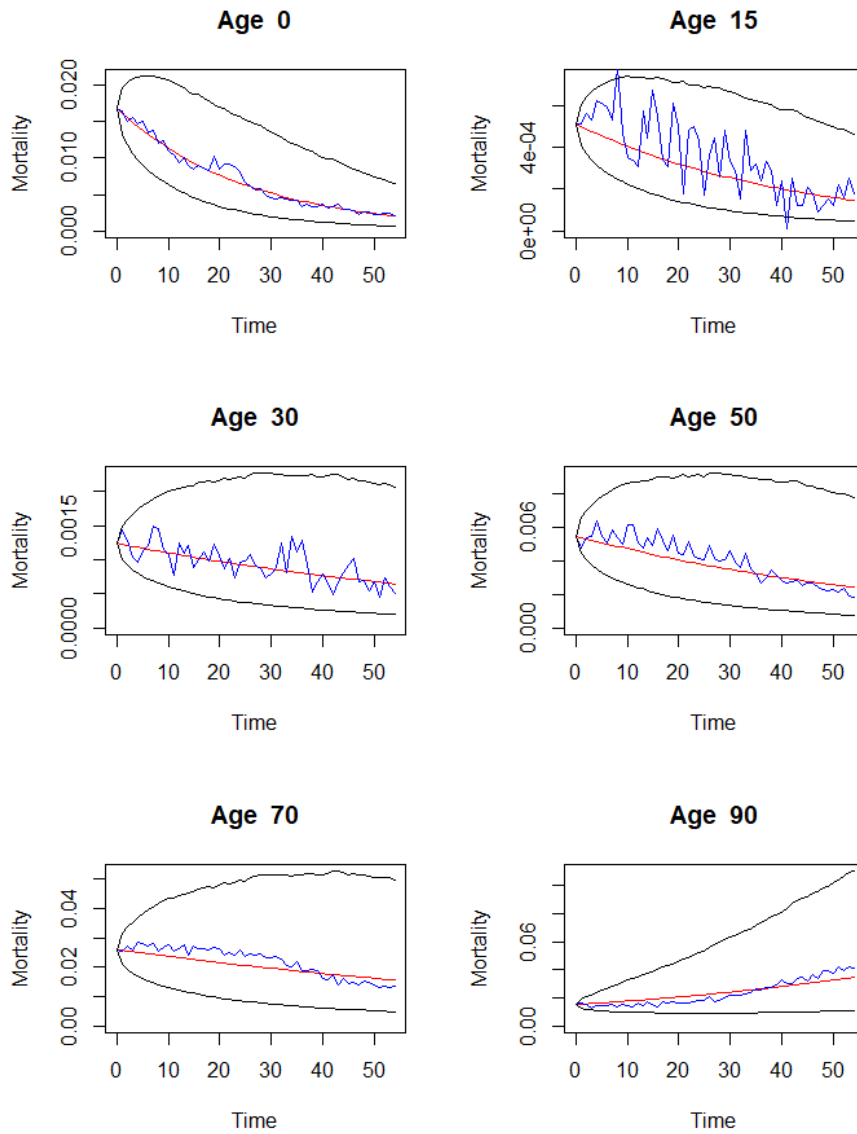 Age 0
Mortality
0.000 0.010 0.020
0 10 20 30 40 50
Time
Age 15
Mortality
0e+00 4e-04
0 10 20 30 40 50
Time
Age 30
Mortality
0.0000 0.0015
0 10 20 30 40 50
Time
Age 50
Mortality
0.000 0.006
0 10 20 30 40 50
Time
Age 70
Mortality
0.00 0.02 0.04
0 10 20 30 40 50
Time
Age 90
Mortality
0.00 0.06
0 10 20 30 40 50
Time